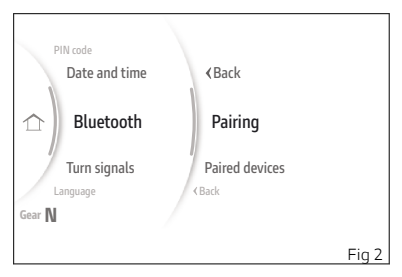 PIN code
Date and time
‹Back
Bluetooth
Pairing
Turn signals
Paired devices
Language
‹Back
Gear N
Fig 2